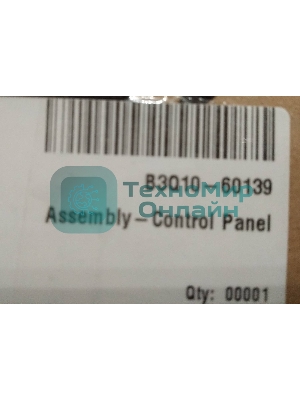 B3Q10-60139
ТехноМир
Онлайн
Assembly-Control Panel
Qty: 00001